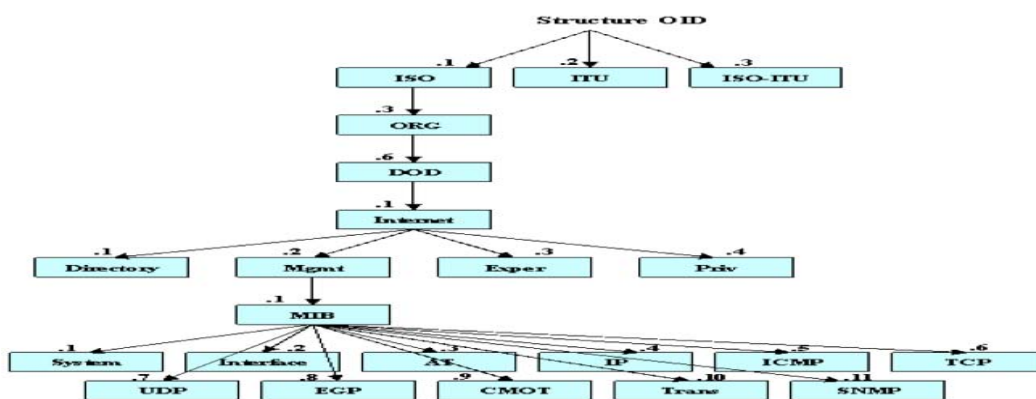 Structure OID
.1 .2 .3
ISO ITU ISO-ITU
.3
ORG
.6
DOD
.1
Internet
.1 .2 .3 .4
Directory Mgmt Exper Priv
.1
MIB
.1 .2 .3 .4 .5 .6
System Interface AT IP ICMP TCP
.7 .8 .9 .10 .11
UDP EGP CMOT Trans SNMP